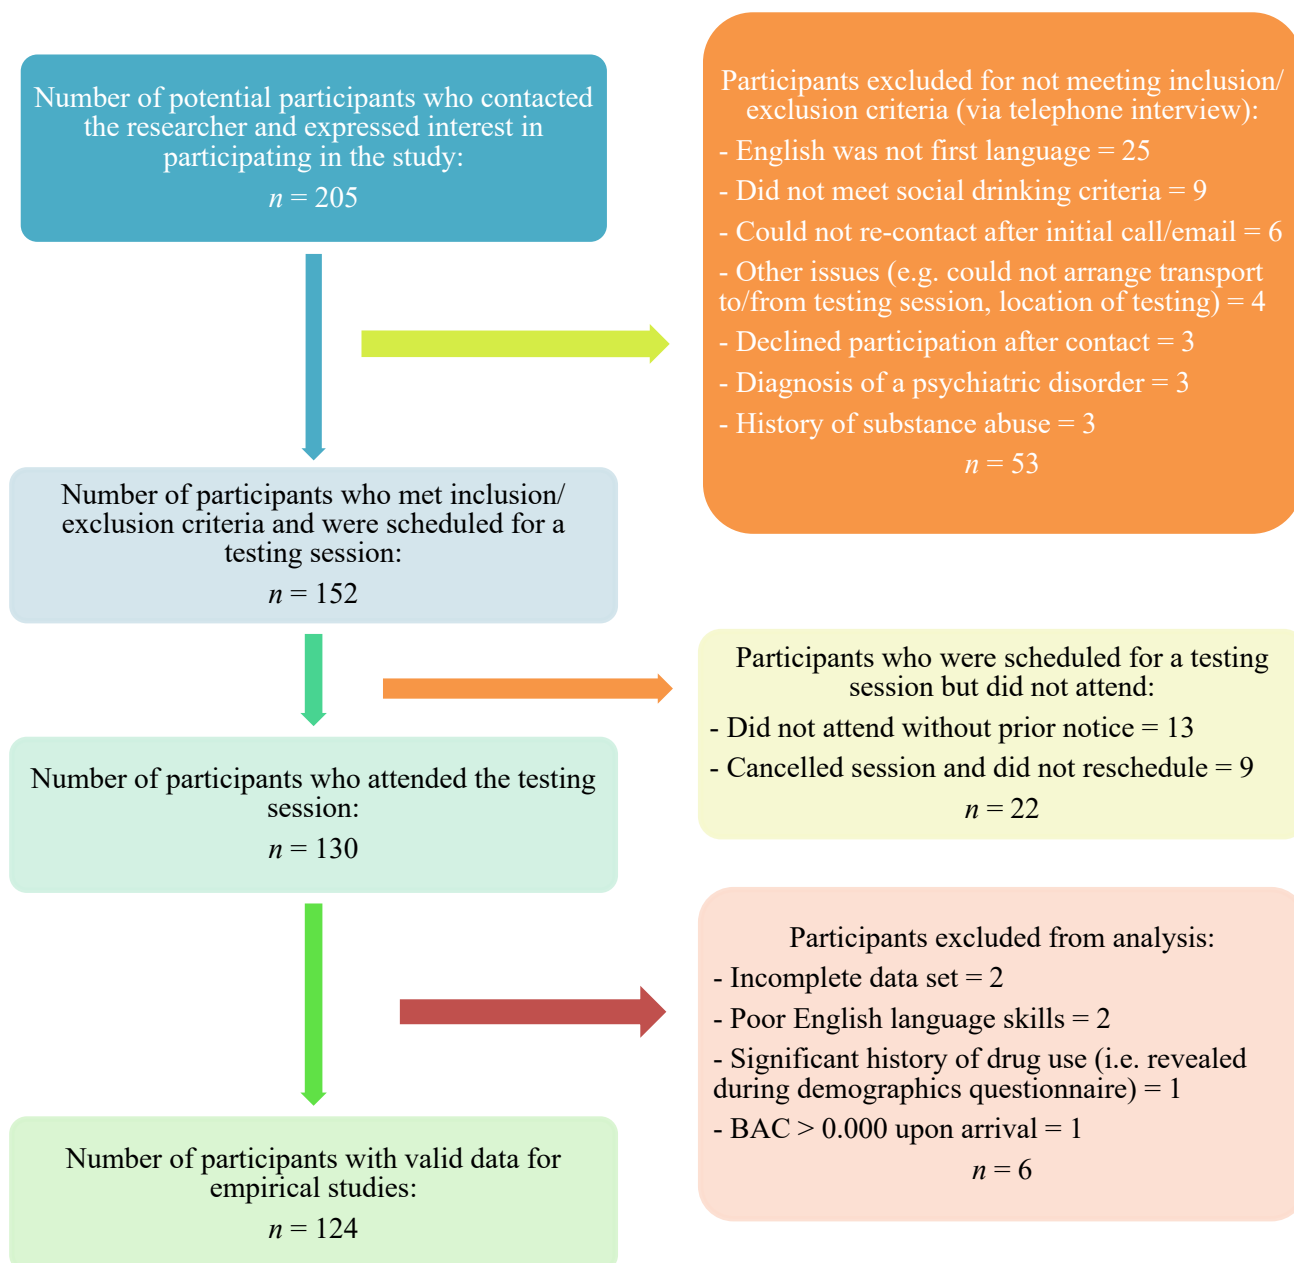 Number of potential participants who contacted
the researcher and expressed interest in
participating in the study:
n = 205
Participants excluded for not meeting inclusion/
exclusion criteria (via telephone interview):
- English was not first language = 25
- Did not meet social drinking criteria = 9
- Could not re-contact after initial call/email = 6
- Other issues (e.g. could not arrange transport
to/from testing session, location of testing) = 4
- Declined participation after contact = 3
- Diagnosis of a psychiatric disorder = 3
- History of substance abuse = 3
n = 53
Number of participants who met inclusion/
exclusion criteria and were scheduled for a
testing session:
n = 152
Participants who were scheduled for a testing
session but did not attend:
- Did not attend without prior notice = 13
- Cancelled session and did not reschedule = 9
n = 22
Number of participants who attended the testing
session:
n = 130
Participants excluded from analysis:
- Incomplete data set = 2
- Poor English language skills = 2
- Significant history of drug use (i.e. revealed
during demographics questionnaire) = 1
- BAC > 0.000 upon arrival = 1
n = 6
Number of participants with valid data for
empirical studies:
n = 124